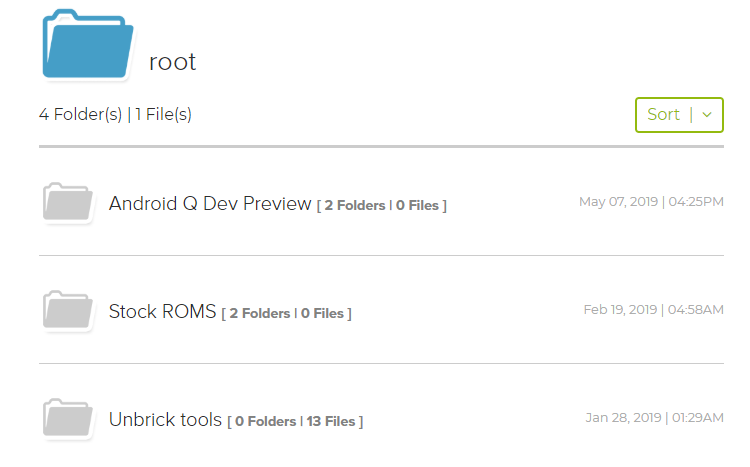 root
4 Folder(s) | 1 File(s)
Sort |
Android Q Dev Preview [ 2 Folders | 0 Files ]
May 07, 2019 | 04:25PM
Stock ROMS [ 2 Folders | 0 Files ]
Feb 19, 2019 | 04:58AM
Unbrick tools [ 0 Folders | 13 Files ]
Jan 28, 2019 | 01:29AM